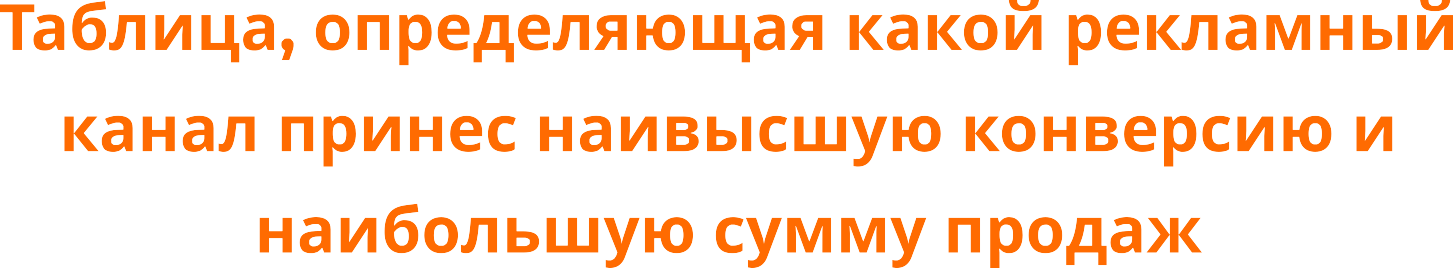 Таблица, определяющая какой рекламный
канал принес наивысшую конверсию и
наибольшую сумму продаж